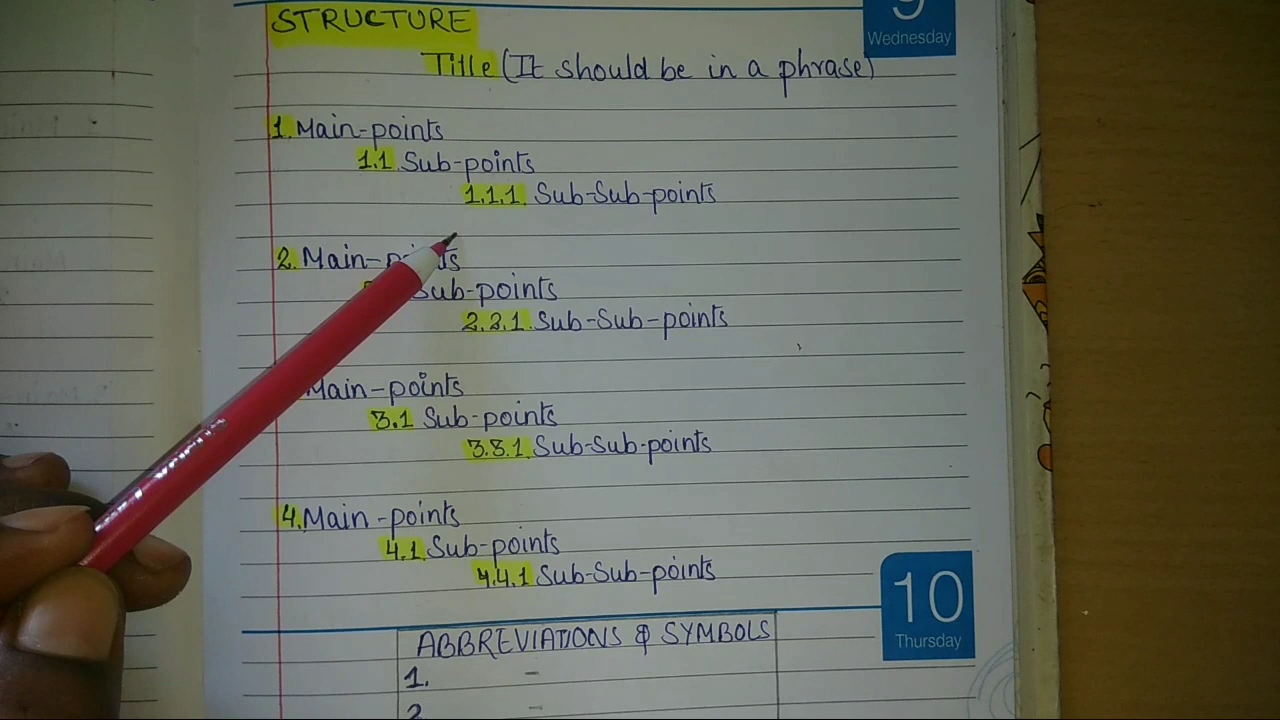 9
Wednesday
STRUCTURE
Title (It should be in a phrase)
1. Main-points
1.1 Sub-points
1.1.1. Sub-Sub-points
2. Main-points
Sub-points
2.2.1. Sub-Sub-points
Main-points
3.1 Sub-points
3.3.1. Sub-Sub-points
4. Main-points
4.1 Sub-points
4.4.1 Sub-Sub-points
10
Thursday
ABBREVIATIONS & SYMBOLS
1. -
2 -